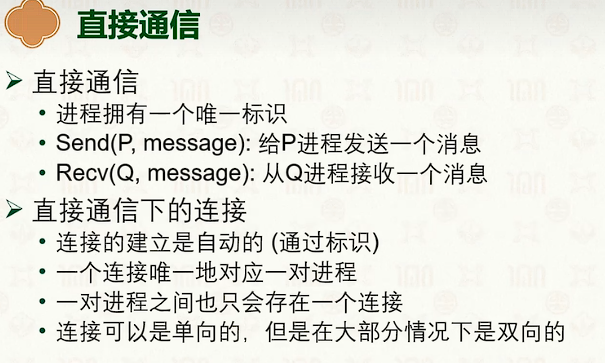 直接通信
➢ 直接通信
• 进程拥有一个唯一标识
• Send(P, message): 给P进程发送一个消息
• Recv(Q, message): 从Q进程接收一个消息
➢ 直接通信下的连接
• 连接的建立是自动的 (通过标识)
• 一个连接唯一地对应一对进程
• 一对进程之间也只会存在一个连接
• 连接可以是单向的，但是在大部分情况下是双向的